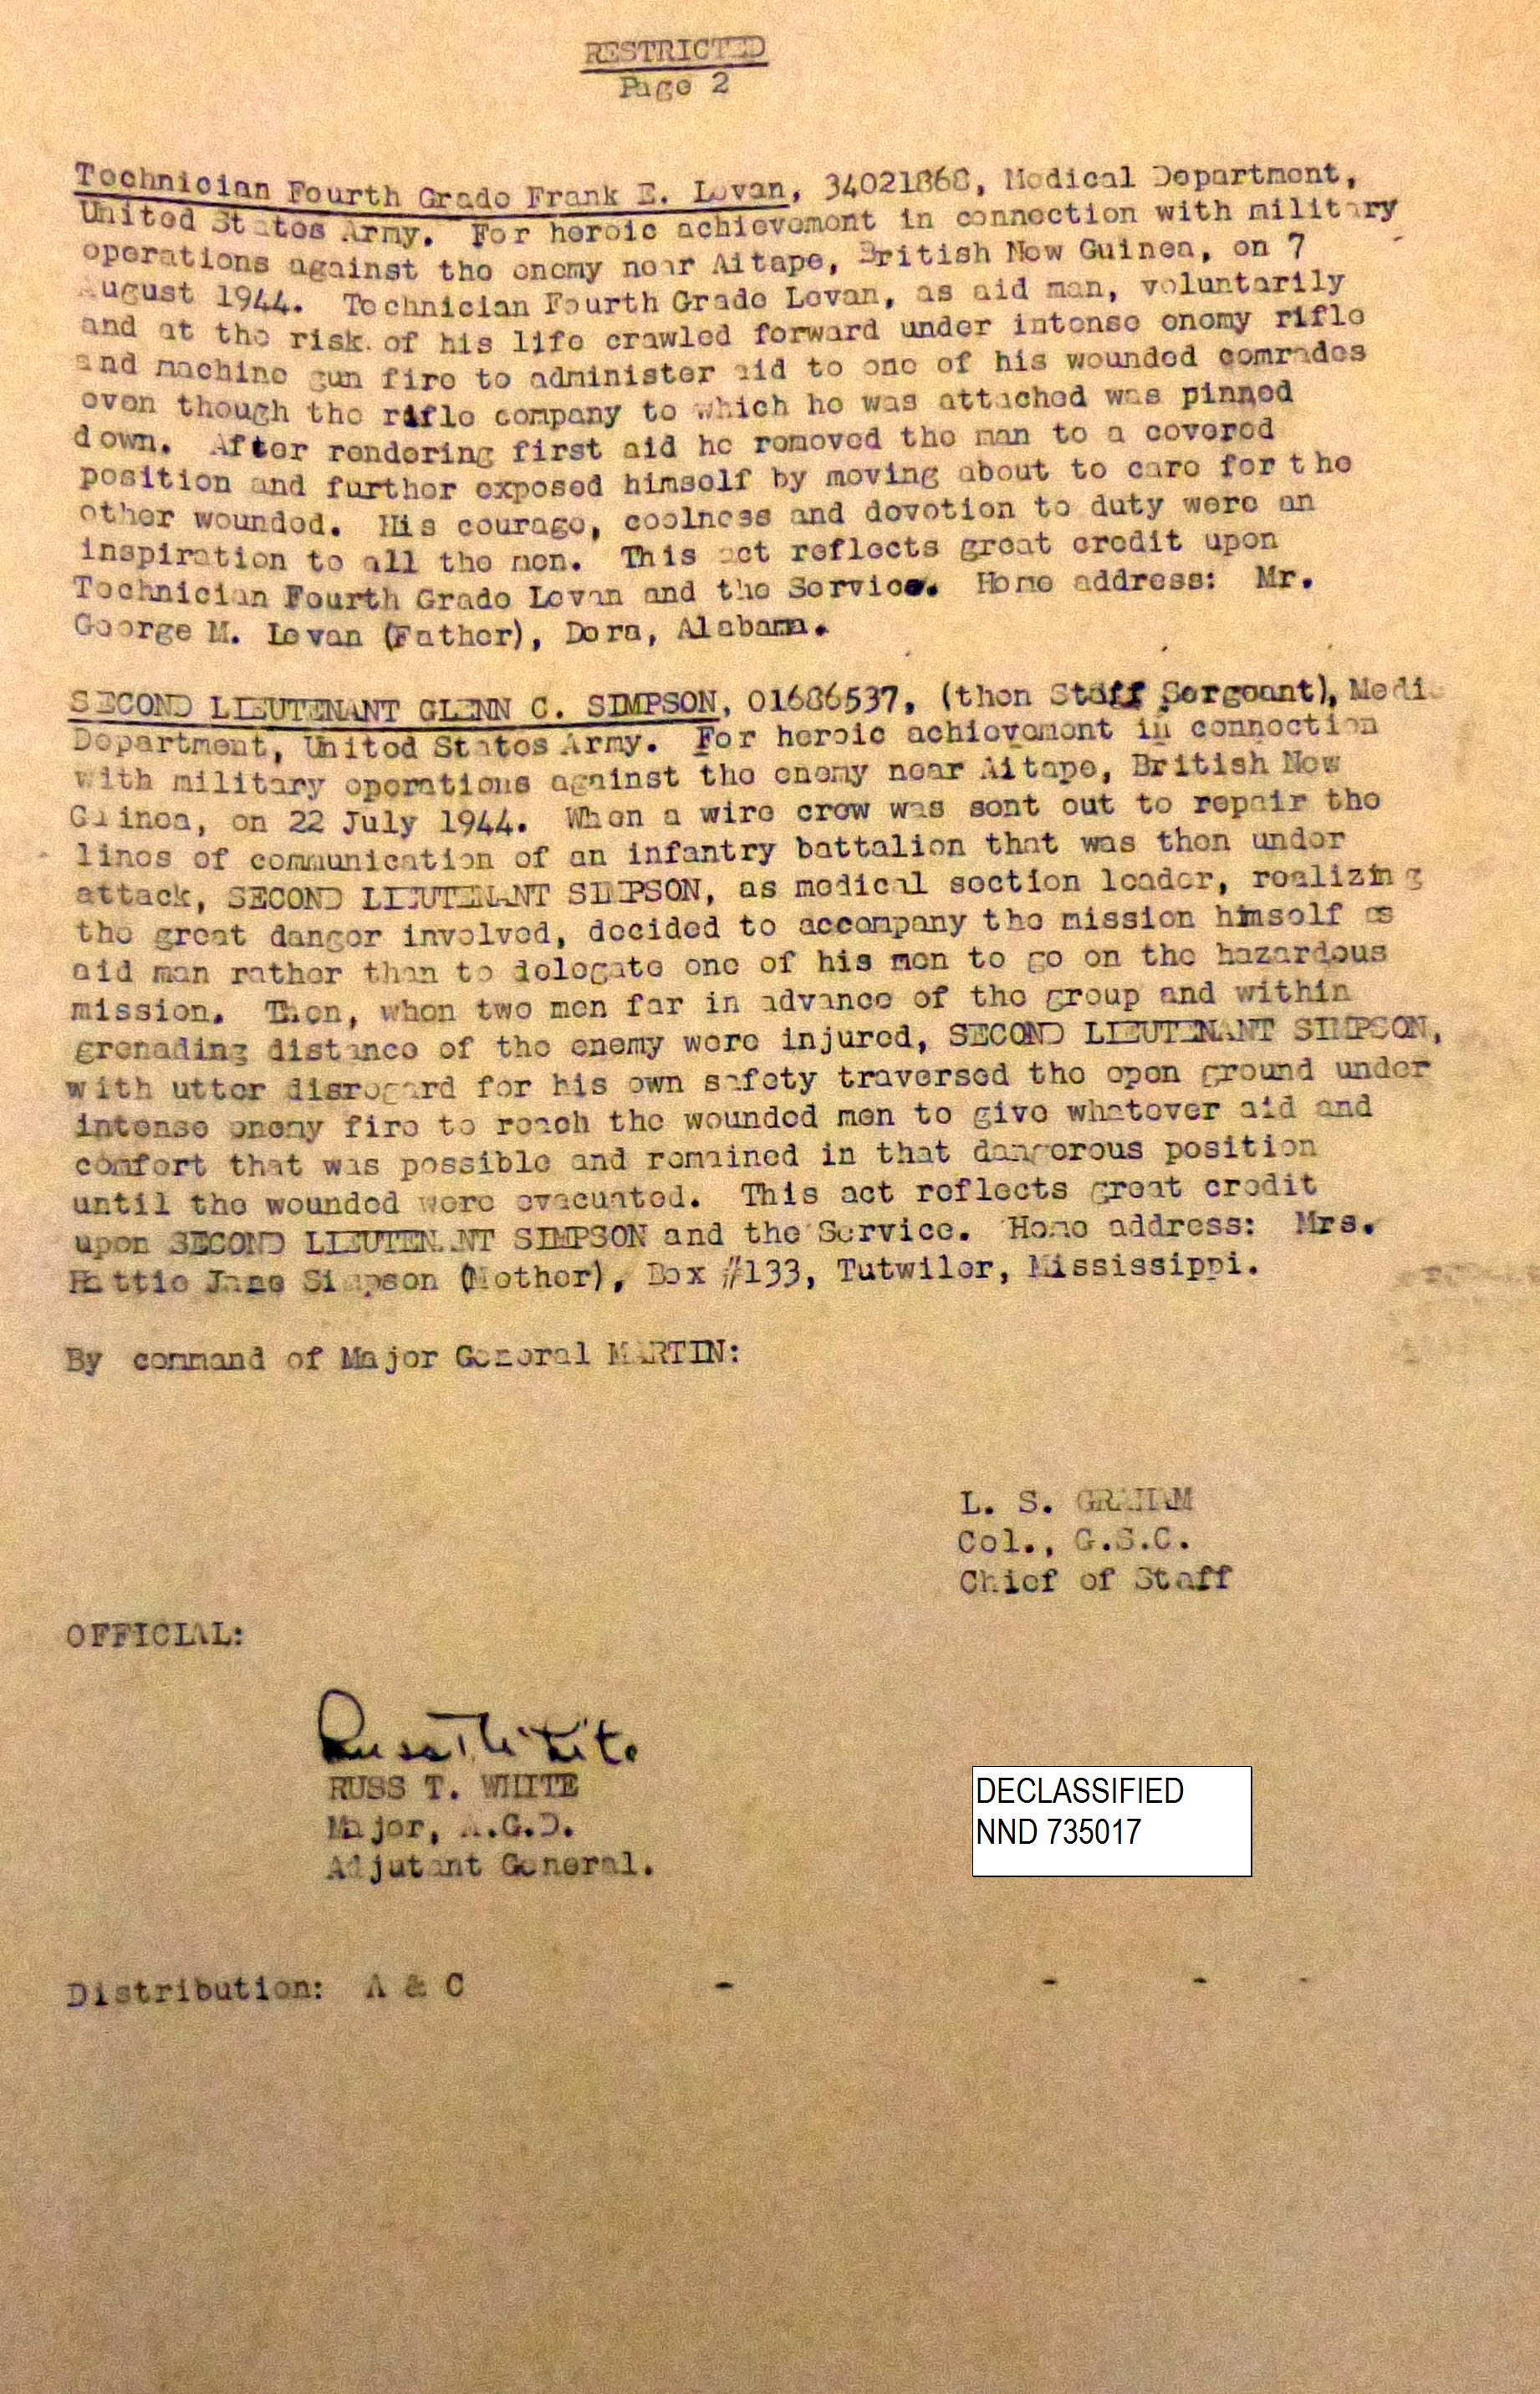 RESTRICTED
Page 2
Technician Fourth Grade Frank E. Lovan, 34021868, Medical Department,
United States Army. For heroic achievement in connection with military
operations against the enemy near Aitape, British New Guinea, on 7
August 1944. Technician Fourth Grade Lovan, as aid man, voluntarily
and at the risk of his life crawled forward under intense enemy rifle
and machine gun fire to administer aid to one of his wounded comrades
even though the rifle company to which he was attached was pinned
down. After rendering first aid he removed the man to a covered
position and further exposed himself by moving about to care for the
other wounded. His courage, coolness and devotion to duty were an
inspiration to all the men. This act reflects great credit upon
Technician Fourth Grade Lovan and the Service. Home address: Mr.
George M. Lovan (Father), Dora, Alabama.
SECOND LIEUTENANT GLENN C. SIMPSON, 01686537, (then Staff Sergeant), Medi
Department, United States Army. For heroic achievement in connection
with military operations against the enemy near Aitape, British New
Guinea, on 22 July 1944. When a wire crew was sent out to repair the
lines of communication of an infantry battalion that was then under
attack, SECOND LIEUTENANT SIMPSON, as medical section leader, realizing
the great danger involved, decided to accompany the mission himself as
aid man rather than to delegate one of his men to go on the hazardous
mission. Then, when two men far in advance of the group and within
grenading distance of the enemy were injured, SECOND LIEUTENANT SIMPSON,
with utter disregard for his own safety traversed the open ground under
intense enemy fire to reach the wounded men to give whatever aid and
comfort that was possible and remained in that dangerous position
until the wounded were evacuated. This act reflects great credit
upon SECOND LIEUTENANT SIMPSON and the Service. Home address: Mrs.
Hattie Jane Simpson (Mother), Box #133, Tutwiler, Mississippi.
By command of Major General MARTIN:
L. S. GRAHAM
Col., G.S.C.
Chief of Staff
OFFICIAL:
Russ T. White
RUSS T. WHITE
Major, A.G.D.
Adjutant General.
DECLASSIFIED
NND 735017
Distribution: A & C